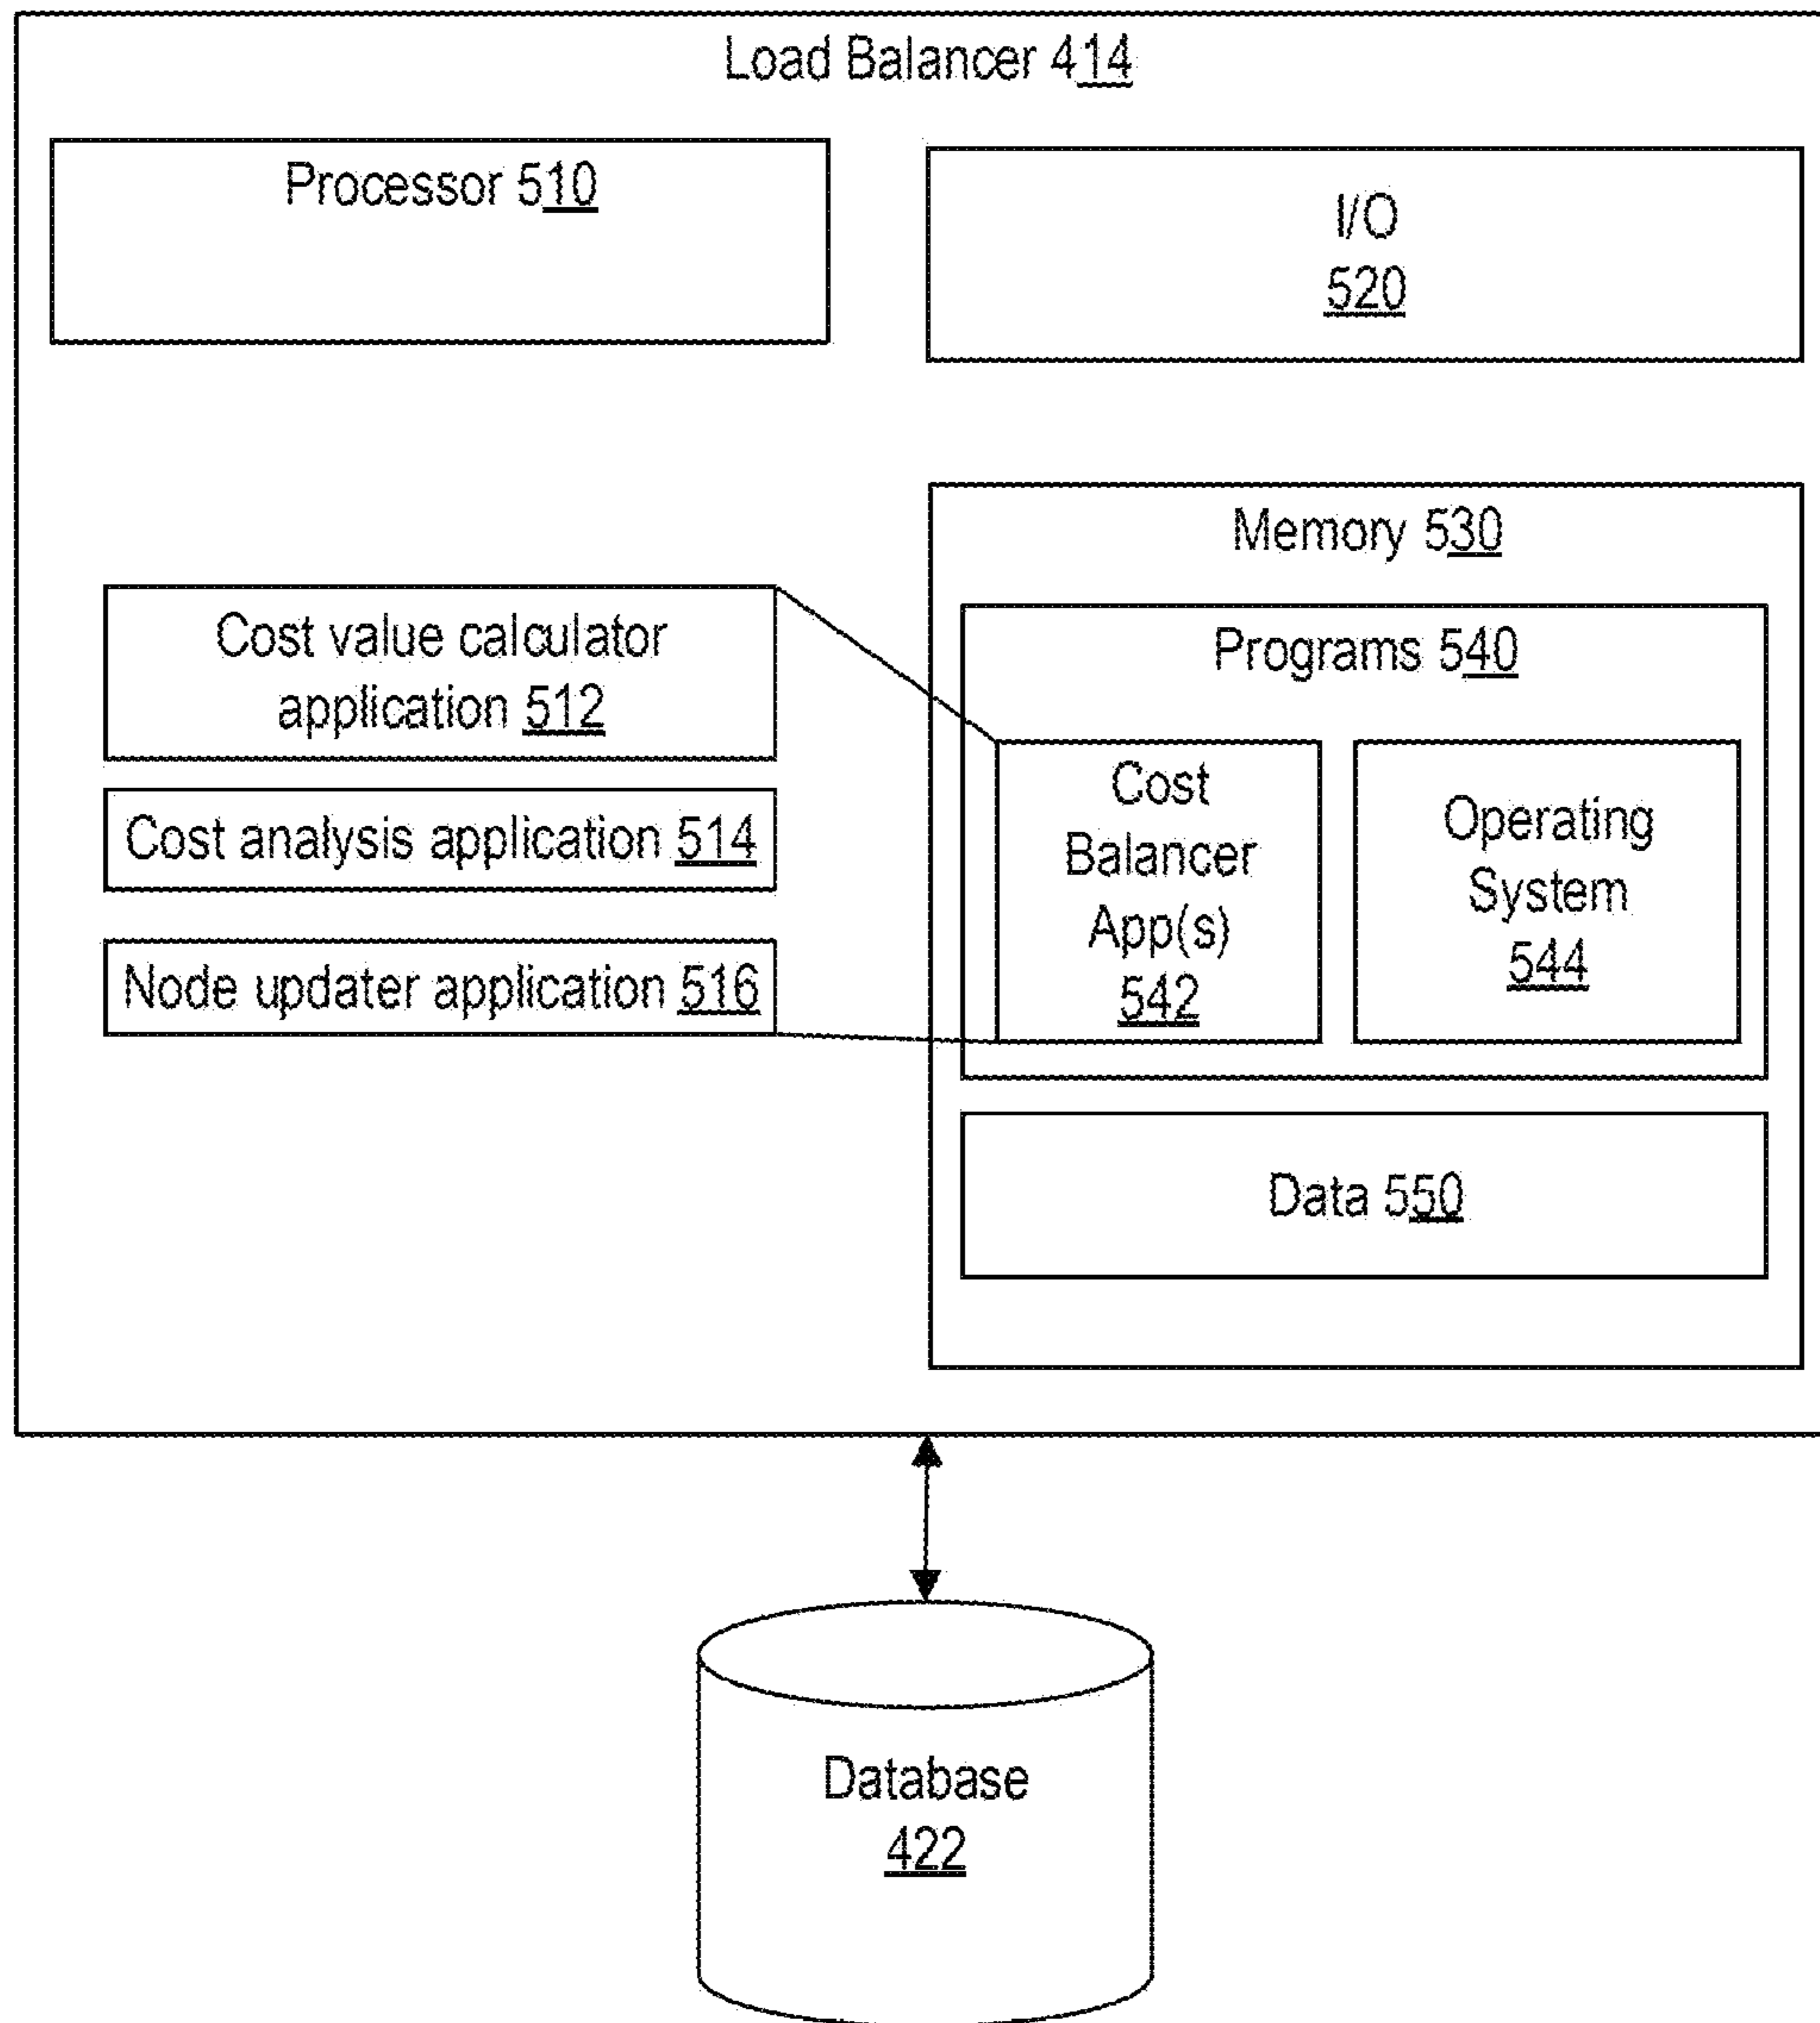 Load Balancer 414
Processor 510
I/O
520
Memory 530
Programs 540
Cost value calculator
application 512
Cost analysis application 514
Node updater application 516
Cost
Balancer
App(s)
542
Operating
System
544
Data 550
Database
422